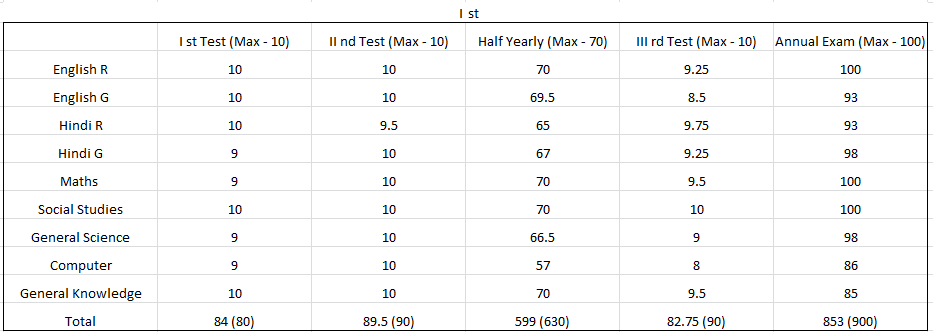 I st
I st Test (Max - 10) II nd Test (Max - 10) Half Yearly (Max - 70) III rd Test (Max - 10) Annual Exam (Max - 100)
English R 10 10 70 9.25 100
English G 10 10 69.5 8.5 93
Hindi R 10 9.5 65 9.75 93
Hindi G 9 10 67 9.25 98
Maths 9 10 70 9.5 100
Social Studies 10 10 70 10 100
General Science 9 10 66.5 9 98
Computer 9 10 57 8 86
General Knowledge 10 10 70 9.5 85
Total 84 (80) 89.5 (90) 599 (630) 82.75 (90) 853 (900)